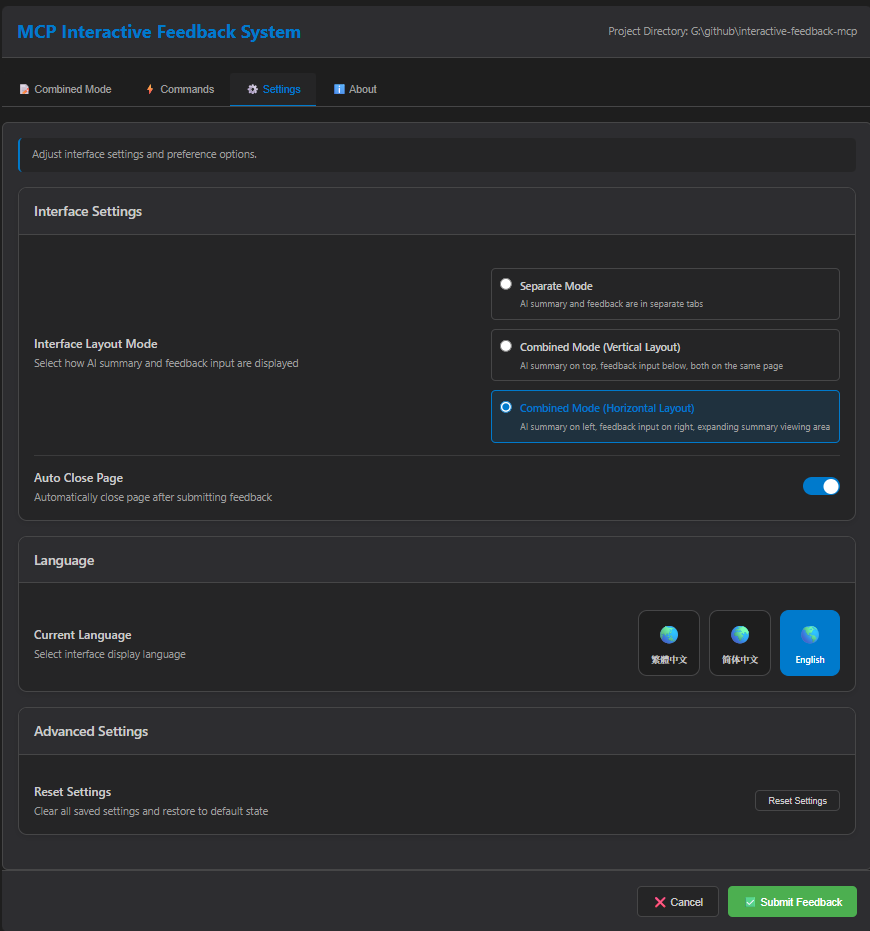 MCP Interactive Feedback System
Project Directory: G:\github\interactive-feedback-mcp
Combined Mode
Commands
Settings
About
Adjust interface settings and preference options.
Interface Settings
Interface Layout Mode
Select how AI summary and feedback input are displayed
Separate Mode
AI summary and feedback are in separate tabs
Combined Mode (Vertical Layout)
AI summary on top, feedback input below, both on the same page
Combined Mode (Horizontal Layout)
AI summary on left, feedback input on right, expanding summary viewing area
Auto Close Page
Automatically close page after submitting feedback
Language
Current Language
Select interface display language
繁體中文
简体中文
English
Advanced Settings
Reset Settings
Clear all saved settings and restore to default state
Reset Settings
Cancel
Submit Feedback